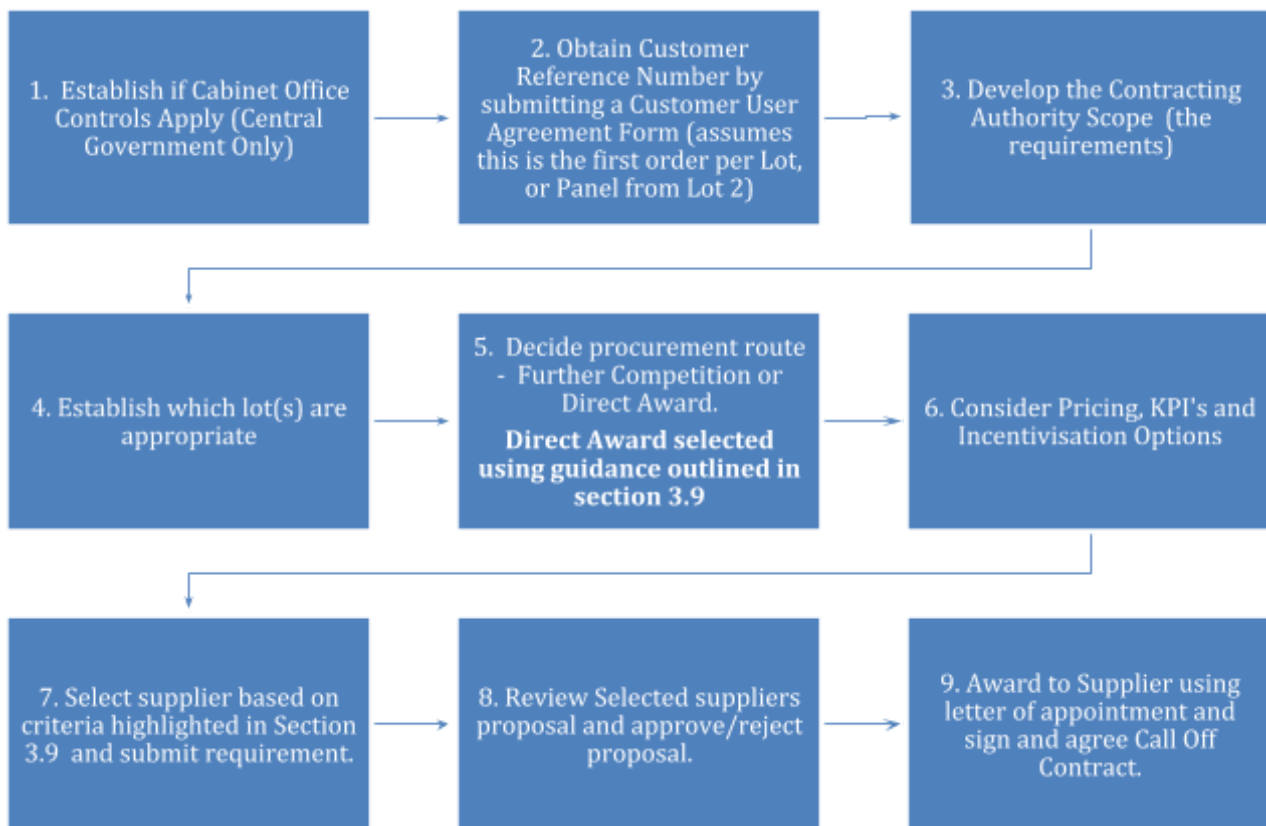 1.  Establish if Cabinet Office
Controls Apply (Central
Government Only)
2. Obtain Customer
Reference Number by
submitting a Customer User
Agreement Form (assumes
this is the first order per Lot,
or Panel from Lot 2)
3. Develop the Contracting
Authority Scope  (the
requirements)
4. Establish which lot(s) are
appropriate
5.  Decide procurement route
-  Further Competition or
Direct Award.
Direct Award selected
using guidance outlined in
section 3.9
6. Consider Pricing, KPI's and
Incentivisation Options
7. Select supplier based on
criteria highlighted in Section
3.9  and submit requirement.
8. Review Selected suppliers
proposal and approve/reject
proposal.
9. Award to Supplier using
letter of appointment and
sign and agree Call Off
Contract.